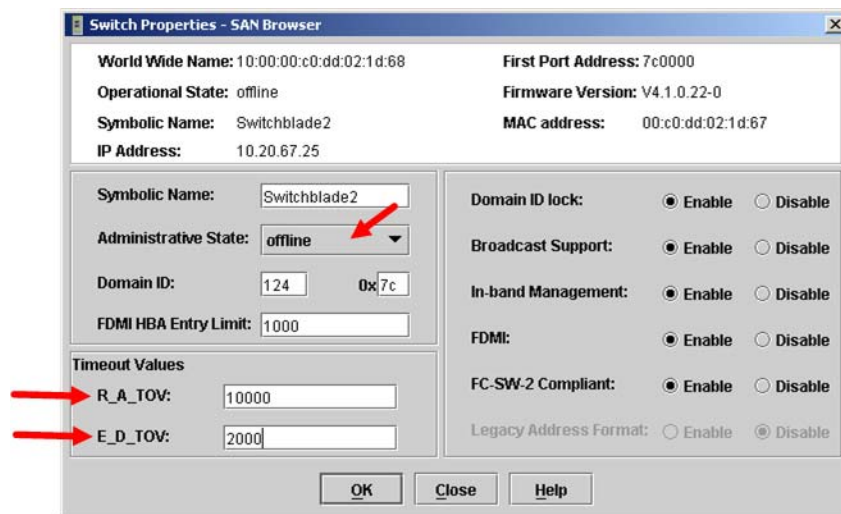 Switch Properties - SAN Browser
World Wide Name: 10:00:00:c0:dd:02:1d:68 First Port Address: 7c0000
Operational State: offline Firmware Version: V4.1.0.22-0
Symbolic Name: Switchblade2 MAC address: 00:c0:dd:02:1d:67
IP Address: 10.20.67.25
Symbolic Name: Switchblade2
Administrative State: offline
Domain ID: 124 0x 7c
FDMI HBA Entry Limit: 1000
Timeout Values
R_A_TOV: 10000
E_D_TOV: 2000
Domain ID lock: Enable Disable
Broadcast Support: Enable Disable
In-band Management: Enable Disable
FDMI: Enable Disable
FC-SW-2 Compliant: Enable Disable
Legacy Address Format: Enable Disable
OK Close Help